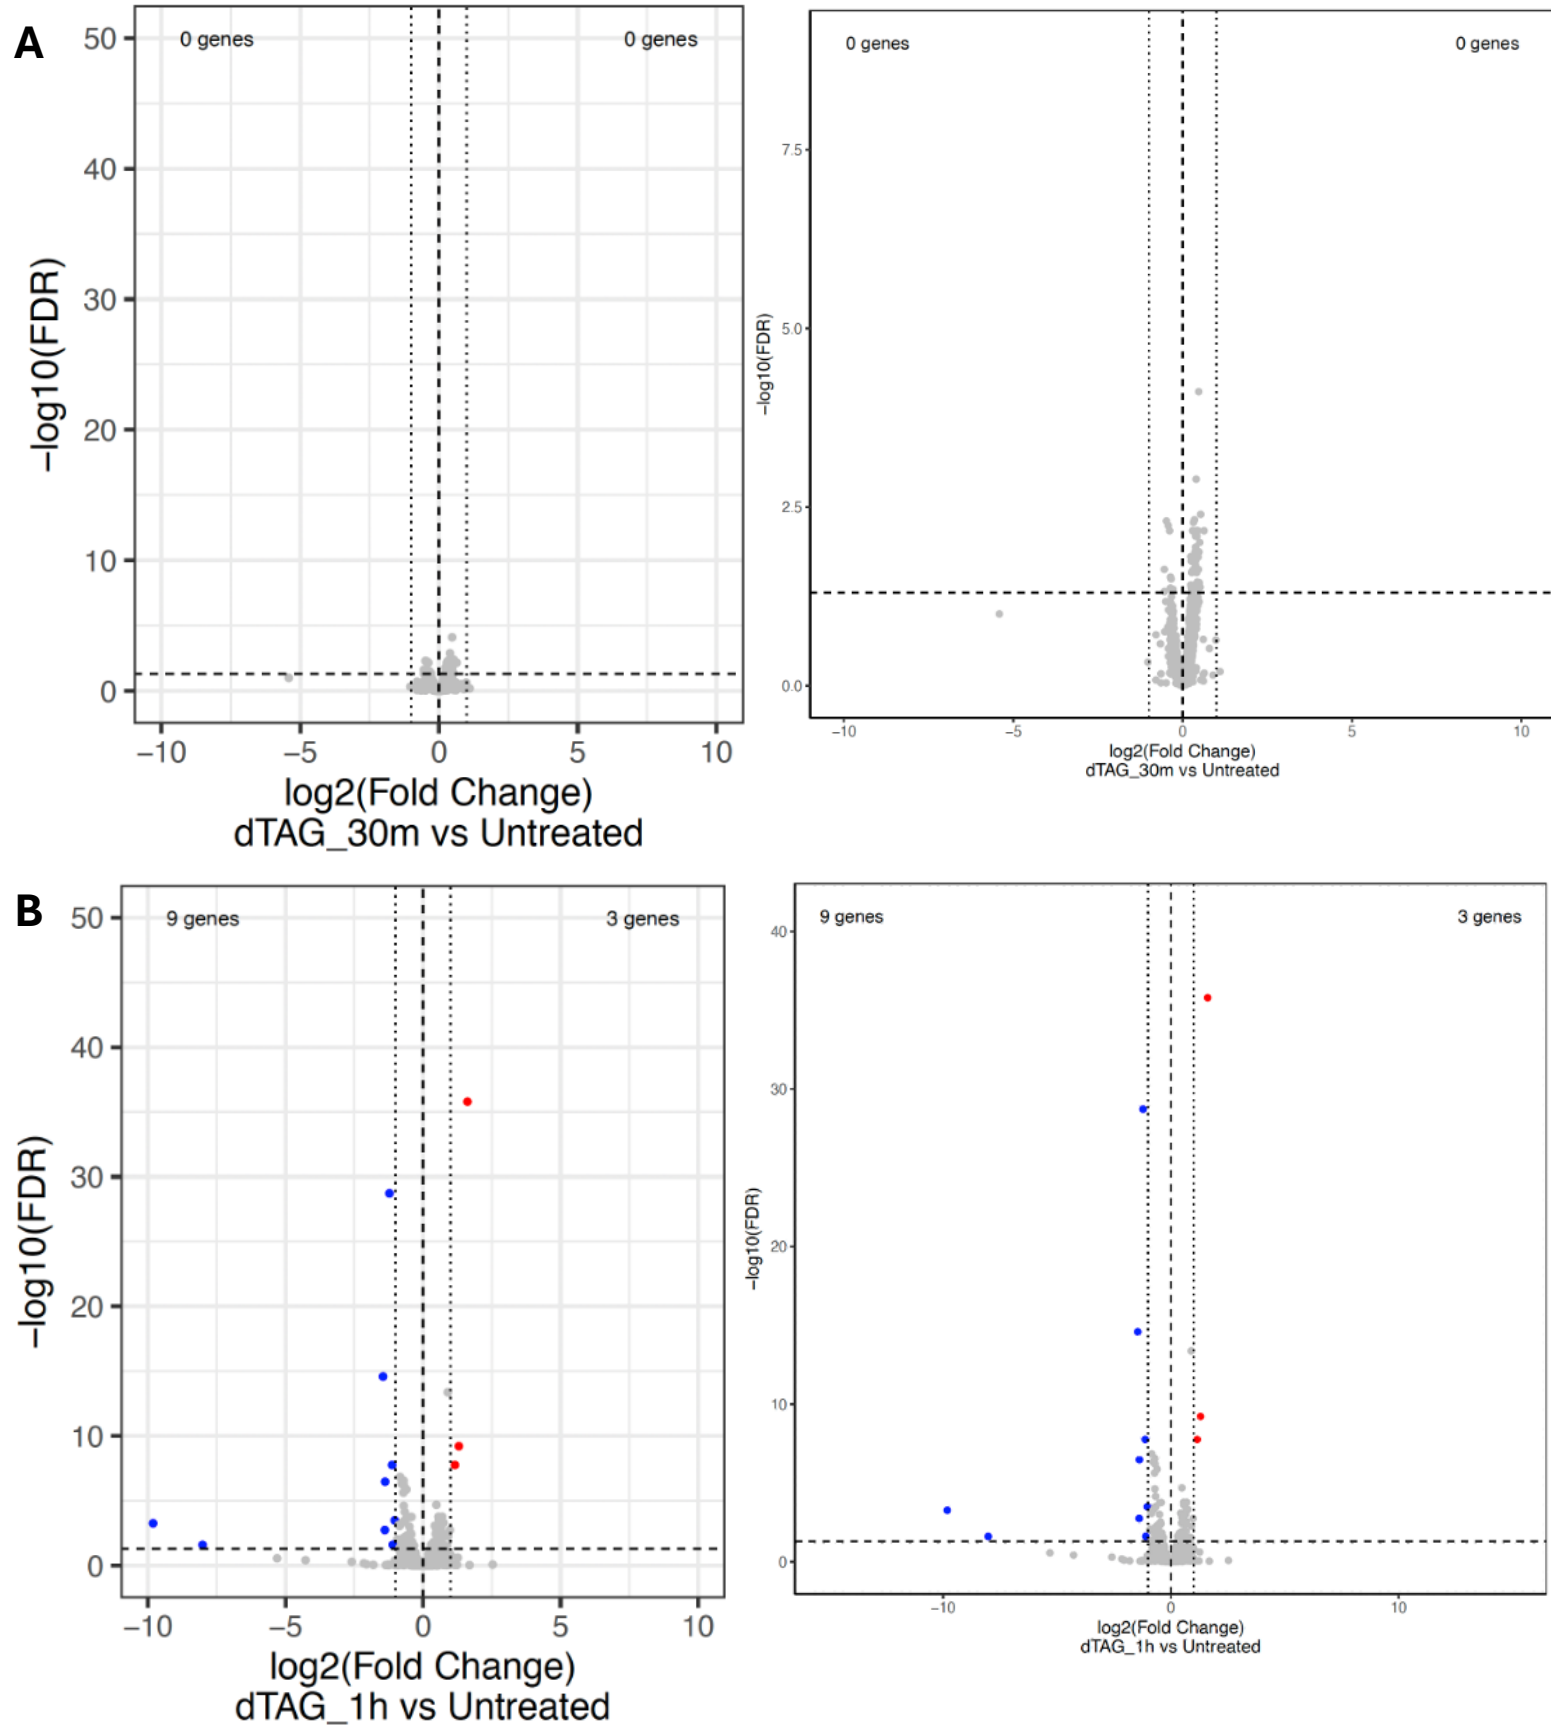 A
0 genes
0 genes
50
40
30
20
10
0
−log10(FDR)
−10
−5
0
5
10
log2(Fold Change)
dTAG_30m vs Untreated
0 genes
0 genes
7.5
5.0
2.5
0.0
−log10(FDR)
−10
−5
0
5
10
log2(Fold Change)
dTAG_30m vs Untreated
B
9 genes
3 genes
50
40
30
20
10
0
−log10(FDR)
−10
−5
0
5
10
log2(Fold Change)
dTAG_1h vs Untreated
9 genes
3 genes
40
30
20
10
0
−log10(FDR)
−10
0
10
log2(Fold Change)
dTAG_1h vs Untreated